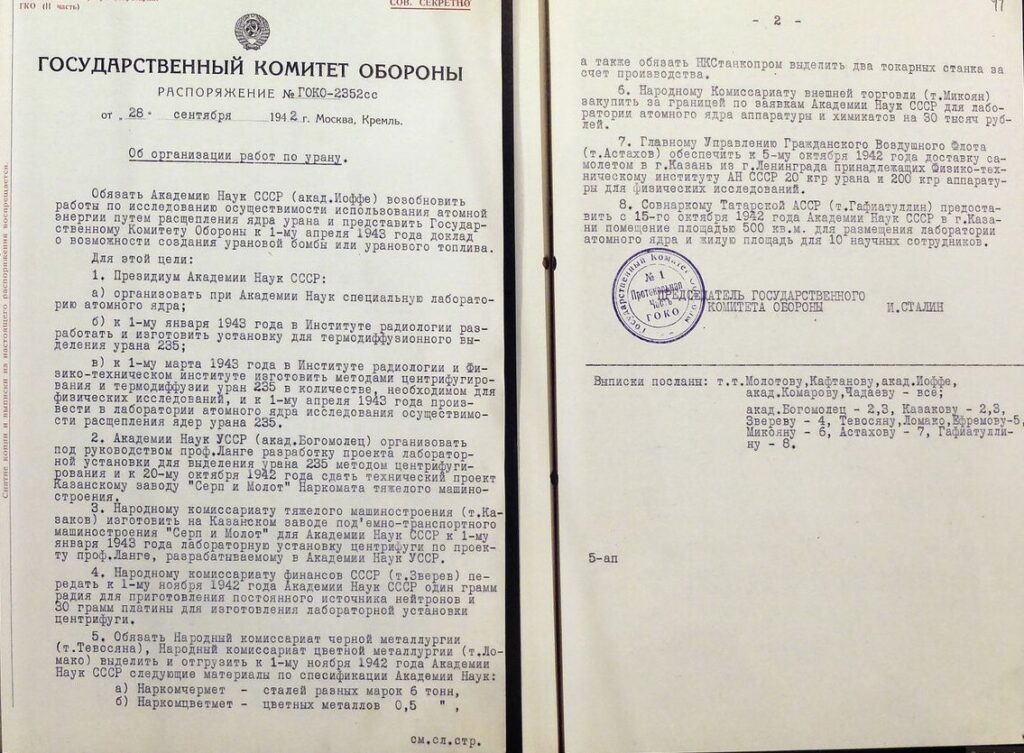 ГКО (II часть)
СОВ. СЕКРЕТНО
Снятие копии и выписки из настоящего распоряжения воспрещается.
ГОСУДАРСТВЕННЫЙ КОМИТЕТ ОБОРОНЫ
РАСПОРЯЖЕНИЕ № ГОКО-2352сс
от „28" сентября 1942 г. Москва, Кремль.
Об организации работ по урану.
Обязать Академию Наук СССР (акад.Иоффе) возобновить
работы по исследованию осуществимости использования атомной
энергии путем расщепления ядра урана и представить Государ-
ственному Комитету Обороны к 1-му апреля 1943 года доклад
о возможности создания урановой бомбы или уранового топлива.
Для этой цели:
1. Президиум Академии Наук СССР:
а) организовать при Академии Наук специальную лаборато-
рию атомного ядра;
б) к 1-му января 1943 года в Институте радиологии раз-
работать и изготовить установку для термодиффузионного вы-
деления урана 235;
в) к 1-му марта 1943 года в Институте радиологии и Фи-
зико-техническом институте изготовить методами центрифугиро-
вания и термодиффузии уран 235 в количестве, необходимом для
физических исследований, и к 1-му апреля 1943 года произ-
вести в лаборатории атомного ядра исследования осуществимо-
сти расщепления ядер урана 235.
2. Академии Наук УССР (акад.Богомолец) организовать
под руководством проф.Ланге разработку проекта лаборатор-
ной установки для выделения урана 235 методом центрифуги-
рования и к 20-му октября 1942 года сдать технический проект
Казанскому заводу "Серп и Молот" Наркомата тяжелого машино-
строения.
3. Народному комиссариату тяжелого машиностроения (т.Ка-
заков) изготовить на Казанском заводе под'емно-транспортного
машиностроения "Серп и Молот" для Академии Наук СССР к 1-му
января 1943 года лабораторную установку центрифуги по проек-
ту проф.Ланге, разрабатываемому в Академии Наук УССР.
4. Народному комиссариату финансов СССР (т.Зверев) пе-
редать к 1-му ноября 1942 года Академии Наук СССР один грамм
радия для приготовления постоянного источника нейтронов и
30 грамм платины для изготовления лабораторной установки
центрифуги.
5. Обязать Народный комиссариат черной металлургии
(т.Тевосяна), Народный комиссариат цветной металлургии (т.Ло-
мако) выделить и отгрузить к 1-му ноября 1942 года Академии
Наук СССР следующие материалы по спесификации Академии Наук:
а) Наркомчермет - сталей разных марок 6 тонн,
б) Наркомцветмет - цветных металлов 0,5 " ,
см.сл.стр.
- 2 -
а также обязать НКСтанкопром выделить два токарных станка за
счет производства.
6. Народному Комиссариату внешней торговли (т.Микоян)
закупить за границей по заявкам Академии Наук СССР для лабо-
ратории атомного ядра аппаратуры и химикатов на 30 тысяч руб-
лей.
7. Главному Управлению Гражданского Воздушного Флота
(т.Астахов) обеспечить к 5-му октября 1942 года доставку са-
молетом в г.Казань из г.Ленинграда принадлежащих Физико-тех-
ническому институту АН СССР 20 кгр урана и 200 кгр аппарату-
ры для физических исследований.
8. Совнаркому Татарской АССР (т.Гафиатуллин) предоста-
вить с 15-го октября 1942 года Академии Наук СССР в г.Каза-
ни помещение площадью 500 кв.м. для размещения лаборатории
атомного ядра и жилую площадь для 10 научных сотрудников.
Государственный Комитет Обороны
№ 1
Протокольная
часть
ГОКО
ПРЕДСЕДАТЕЛЬ ГОСУДАРСТВЕННОГО
КОМИТЕТА ОБОРОНЫ И.СТАЛИН
Выписки посланы: т.т.Молотову,Кафтанову,акад.Иоффе,
акад.Комарову,Чадаеву - все;
акад.Богомолец - 2,3, Казакову - 2,3,
Звереву - 4, Тевосяну,Ломако,Ефремову-5,
Микояну - 6, Астахову - 7, Гафиатулли-
ну - 8.
5-ап